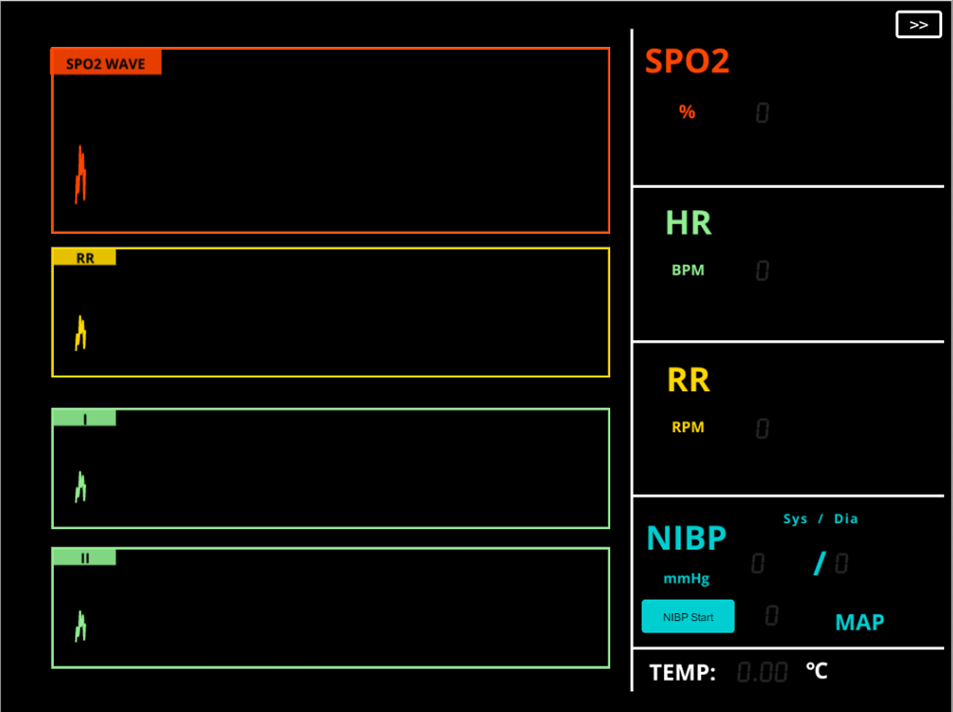 >>
SPO2 WAVE
SPO2
% 0
RR
HR
BPM 0
I
RR
RPM 0
II
Sys / Dia
NIBP
0 / 0
mmHg
NIBP Start 0 MAP
TEMP: 0.00 °C